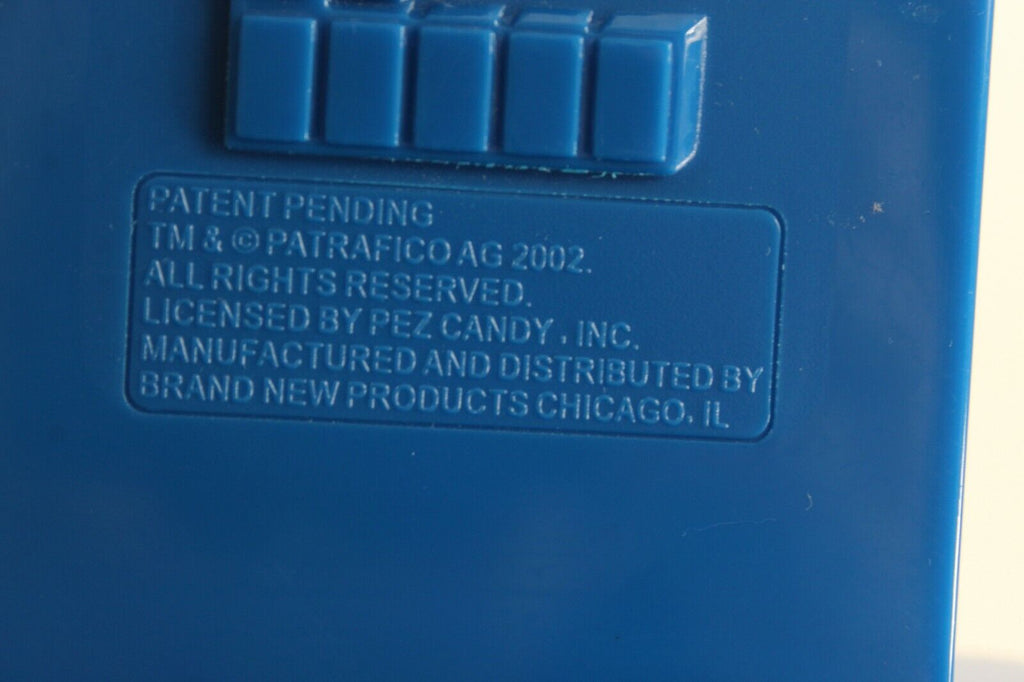 PATENT PENDING
TM & © PATRAFICO AG 2002.
ALL RIGHTS RESERVED.
LICENSED BY PEZ CANDY, INC.
MANUFACTURED AND DISTRIBUTED BY
BRAND NEW PRODUCTS CHICAGO, IL